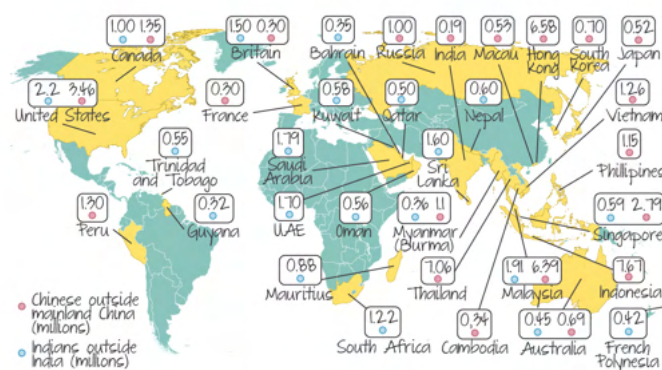 1.00 1.35
Canada
1.50 0.30
Britain
0.35
Bahrain
1.00
Russia
0.19
India
0.53
Macau
6.58
Hong
Kong
0.70
South
Korea
0.52
Japan
2.2 3.46
United States
0.30
France
0.58
Kuwait
0.50
Qatar
0.60
Nepal
1.26
Vietnam
0.55
Trinidad
and Tobago
1.79
Saudi
Arabia
1.60
Sri
Lanka
1.15
Phillipines
1.30
Peru
0.32
Guyana
1.70
UAE
0.56
Oman
0.36 1.1
Myanmar
(Burma)
0.59 2.79
Singapore
0.88
Mauritius
7.06
Thailand
1.91 6.39
Malaysia
7.67
Indonesia
1.22
South Africa
0.34
Cambodia
0.45 0.69
Australia
0.42
French
Polynesia
Chinese outside
mainland China
(millions)
Indians outside
India (millions)